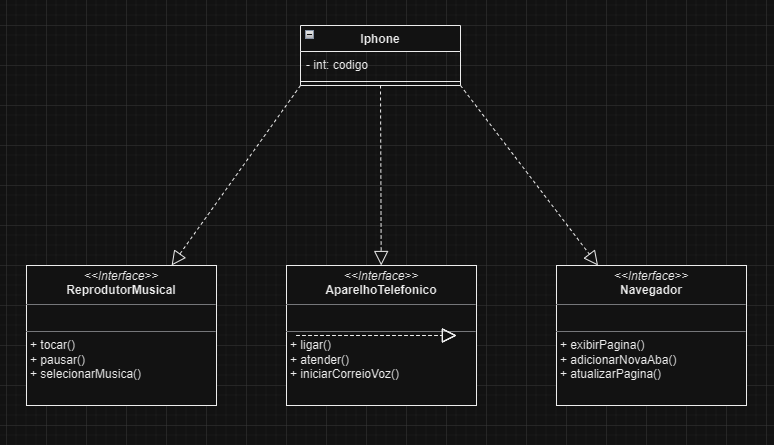 Iphone
- int: codigo
<<Interface>>
ReprodutorMusical
+ tocar()
+ pausar()
+ selecionarMusica()
<<Interface>>
AparelhoTelefonico
+ ligar()
+ atender()
+ iniciarCorreioVoz()
<<Interface>>
Navegador
+ exibirPagina()
+ adicionarNovaAba()
+ atualizarPagina()